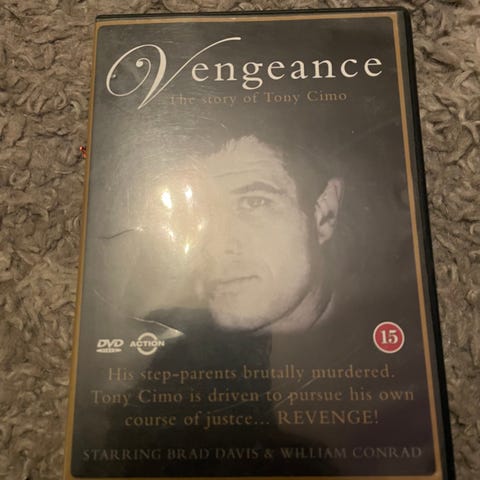 Vengeance
The story of Tony Cimo
DVD
VIDEO
ACTION
15
His step-parents brutally murdered.
Tony Cimo is driven to pursue his own
course of justce... REVENGE!
STARRING BRAD DAVIS & WILLIAM CONRAD